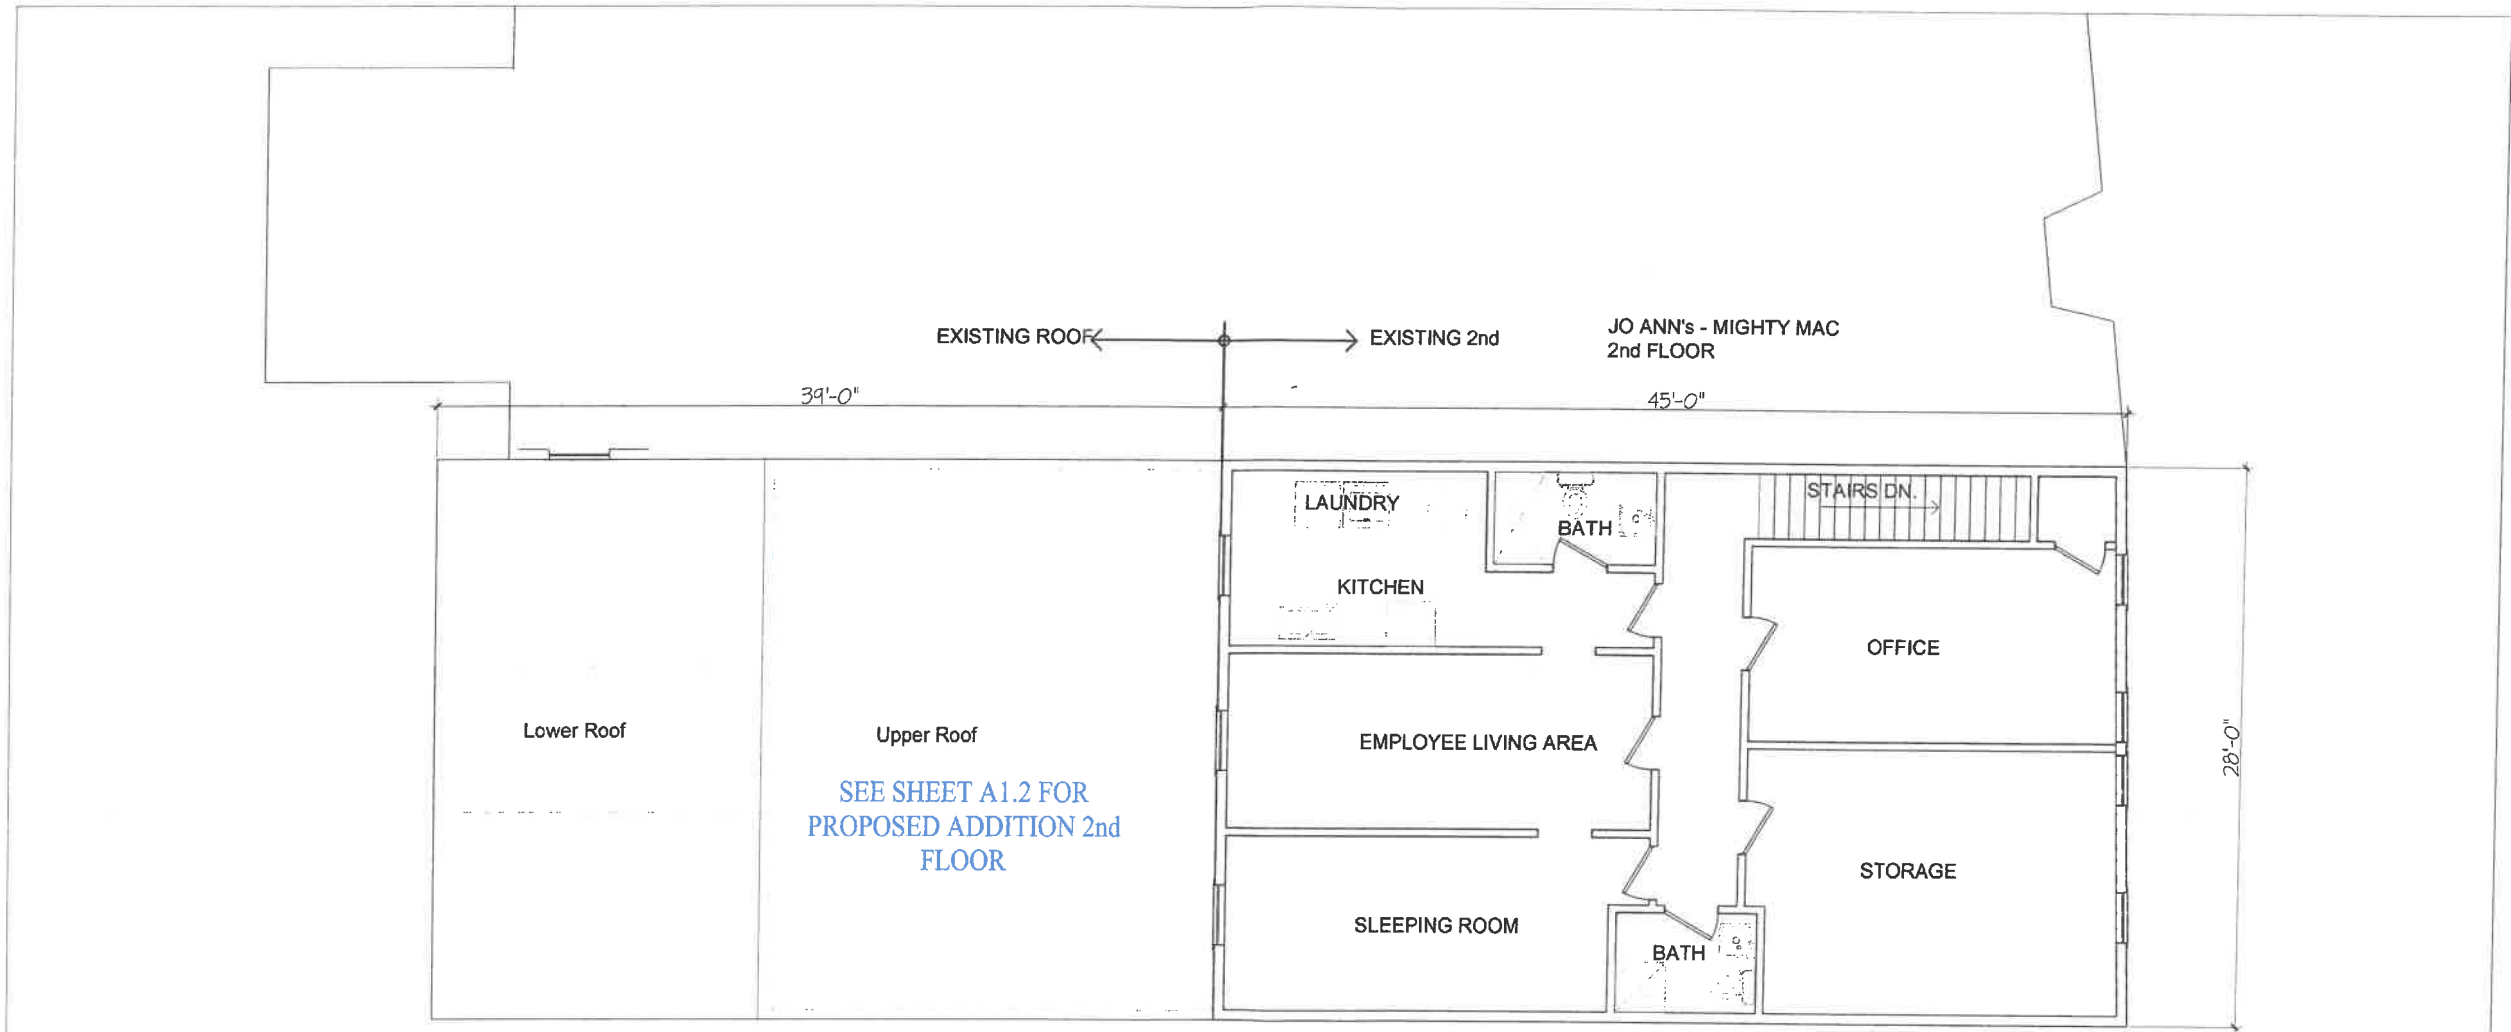 EXISTING ROOF
EXISTING 2nd
JO ANN's - MIGHTY MAC
2nd FLOOR
39'-0"
45'-0"
LAUNDRY
BATH
STAIRS DN.
KITCHEN
OFFICE
Lower Roof
Upper Roof
EMPLOYEE LIVING AREA
28'-0"
SEE SHEET A1.2 FOR
PROPOSED ADDITION 2nd
FLOOR
STORAGE
SLEEPING ROOM
BATH